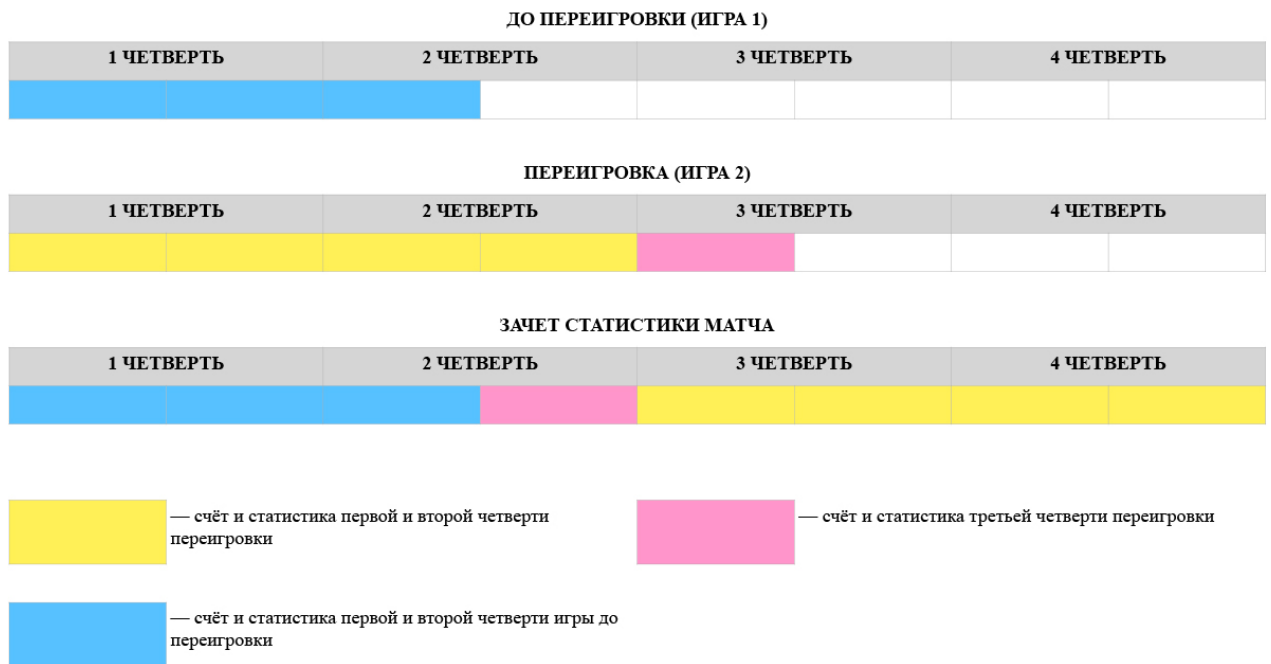 ДО ПЕРЕИГРОВКИ (ИГРА 1)
1 ЧЕТВЕРТЬ 2 ЧЕТВЕРТЬ 3 ЧЕТВЕРТЬ 4 ЧЕТВЕРТЬ
ПЕРЕИГРОВКА (ИГРА 2)
1 ЧЕТВЕРТЬ 2 ЧЕТВЕРТЬ 3 ЧЕТВЕРТЬ 4 ЧЕТВЕРТЬ
ЗАЧЕТ СТАТИСТИКИ МАТЧА
1 ЧЕТВЕРТЬ 2 ЧЕТВЕРТЬ 3 ЧЕТВЕРТЬ 4 ЧЕТВЕРТЬ
— счёт и статистика первой и второй четверти
переигровки
— счёт и статистика третьей четверти переигровки
— счёт и статистика первой и второй четверти игры до
переигровки